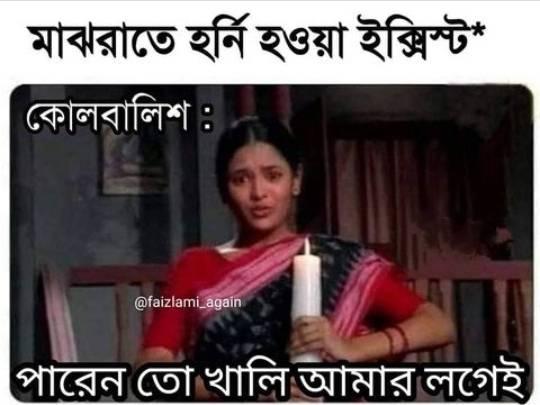 মাঝরাতে হর্নি হওয়া ইক্সিস্ট*
কোলবালিশ :
@faizlami_again
পারেন তো খালি আমার লগেই